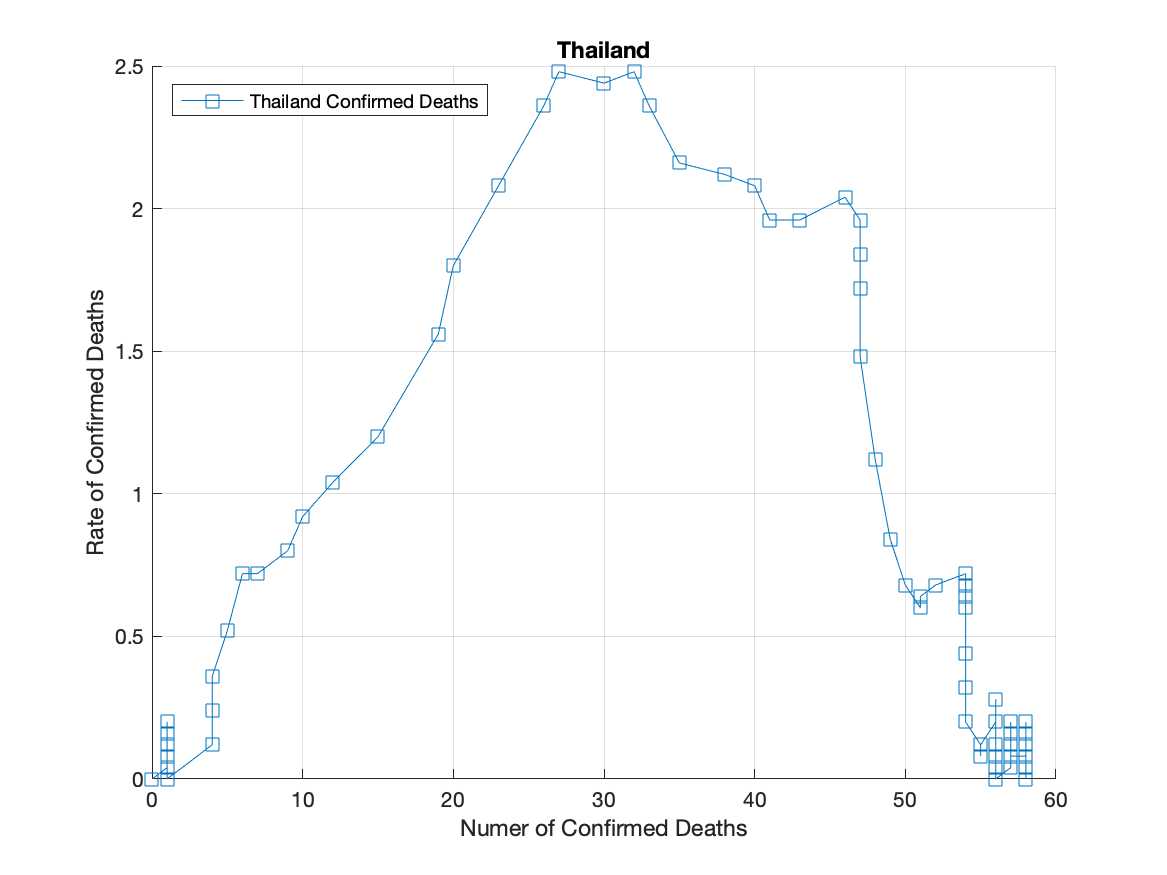 Thailand
2.5
Thailand Confirmed Deaths
2
1.5
1
0.5
0
Rate of Confirmed Deaths
0 10 20 30 40 50 60
Numer of Confirmed Deaths